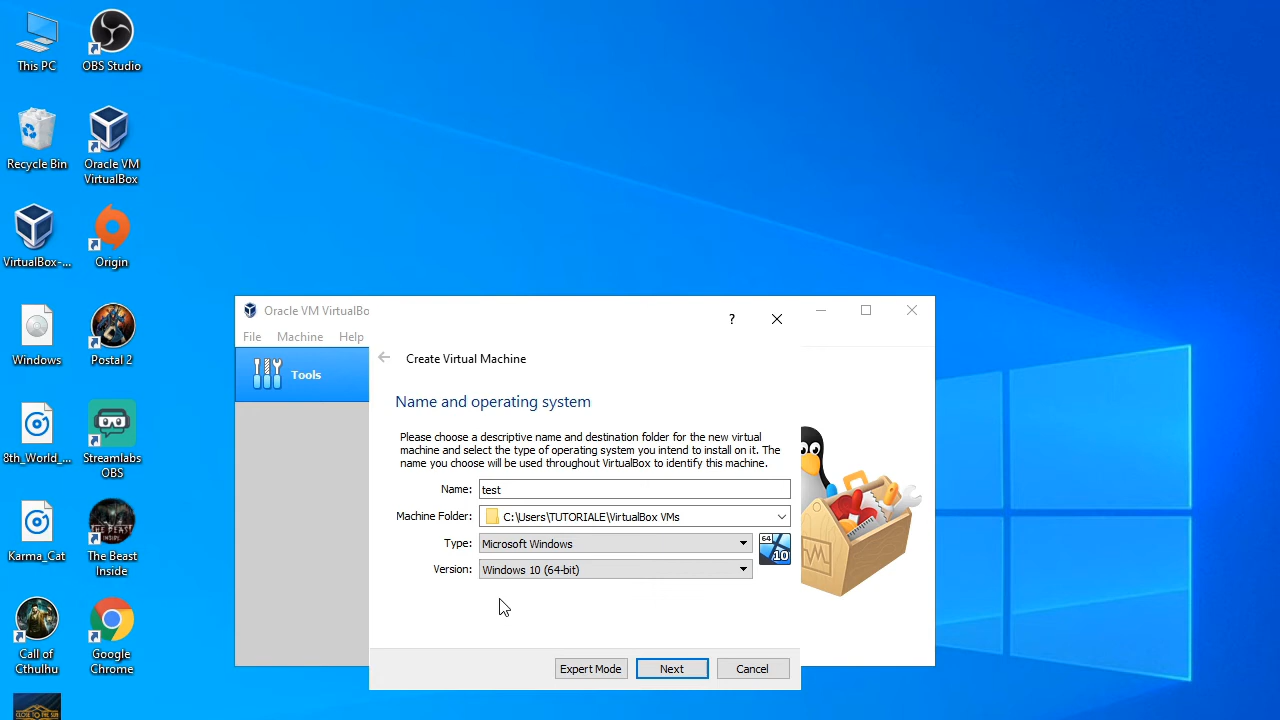 This PC
OBS Studio
Recycle Bin
Oracle VM
VirtualBox
VirtualBox-...
Origin
Windows
Postal 2
8th_World_...
Streamlabs
OBS
Karma_Cat
The Beast
Inside
Call of
Cthulhu
Google
Chrome
CLOSE TO THE SUN
Oracle VM VirtualBo
File Machine Help
Tools
?
Create Virtual Machine
Name and operating system
Please choose a descriptive name and destination folder for the new virtual
machine and select the type of operating system you intend to install on it. The
name you choose will be used throughout VirtualBox to identify this machine.
Name: test
Machine Folder: C:\Users\TUTORIALE\VirtualBox VMs
Type: Microsoft Windows
64
10
Version: Windows 10 (64-bit)
Expert Mode Next Cancel